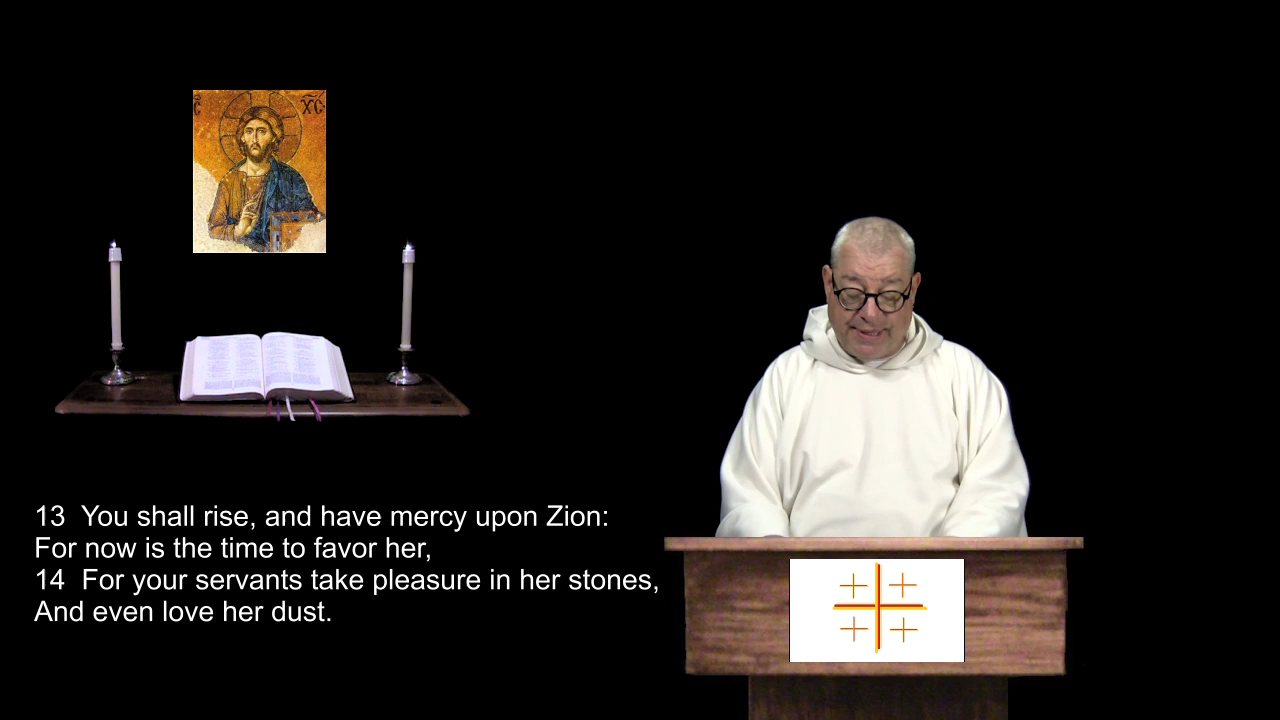 XC
13 You shall rise, and have mercy upon Zion:
For now is the time to favor her,
14 For your servants take pleasure in her stones,
And even love her dust.